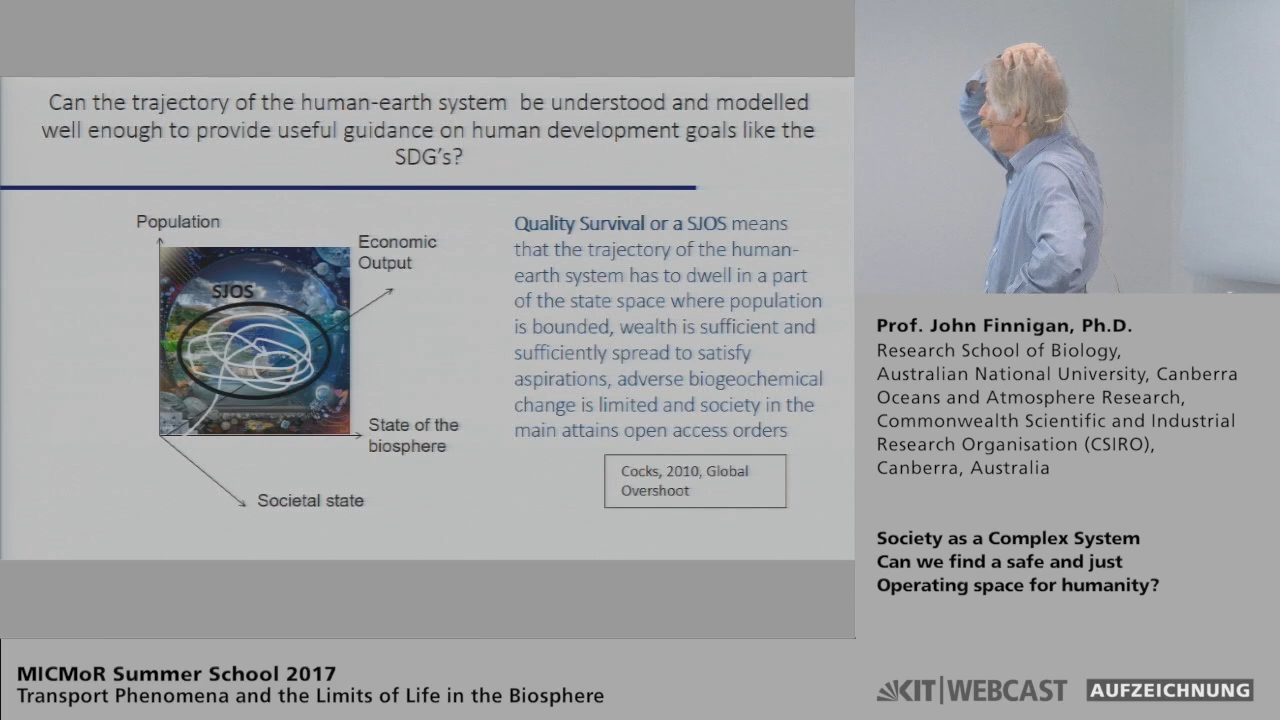 Can the trajectory of the human-earth system be understood and modelled
well enough to provide useful guidance on human development goals like the
SDG's?
Population
Economic
Output
SJOS
State of the
biosphere
Societal state
Quality Survival or a SJOS means
that the trajectory of the human-
earth system has to dwell in a part
of the state space where population
is bounded, wealth is sufficient and
sufficiently spread to satisfy
aspirations, adverse biogeochemical
change is limited and society in the
main attains open access orders
Cocks, 2010, Global
Overshoot
Prof. John Finnigan, Ph.D.
Research School of Biology,
Australian National University, Canberra
Oceans and Atmosphere Research,
Commonwealth Scientific and Industrial
Research Organisation (CSIRO),
Canberra, Australia
Society as a Complex System
Can we find a safe and just
Operating space for humanity?
MICMoR Summer School 2017
Transport Phenomena and the Limits of Life in the Biosphere
KIT|WEBCAST AUFZEICHNUNG